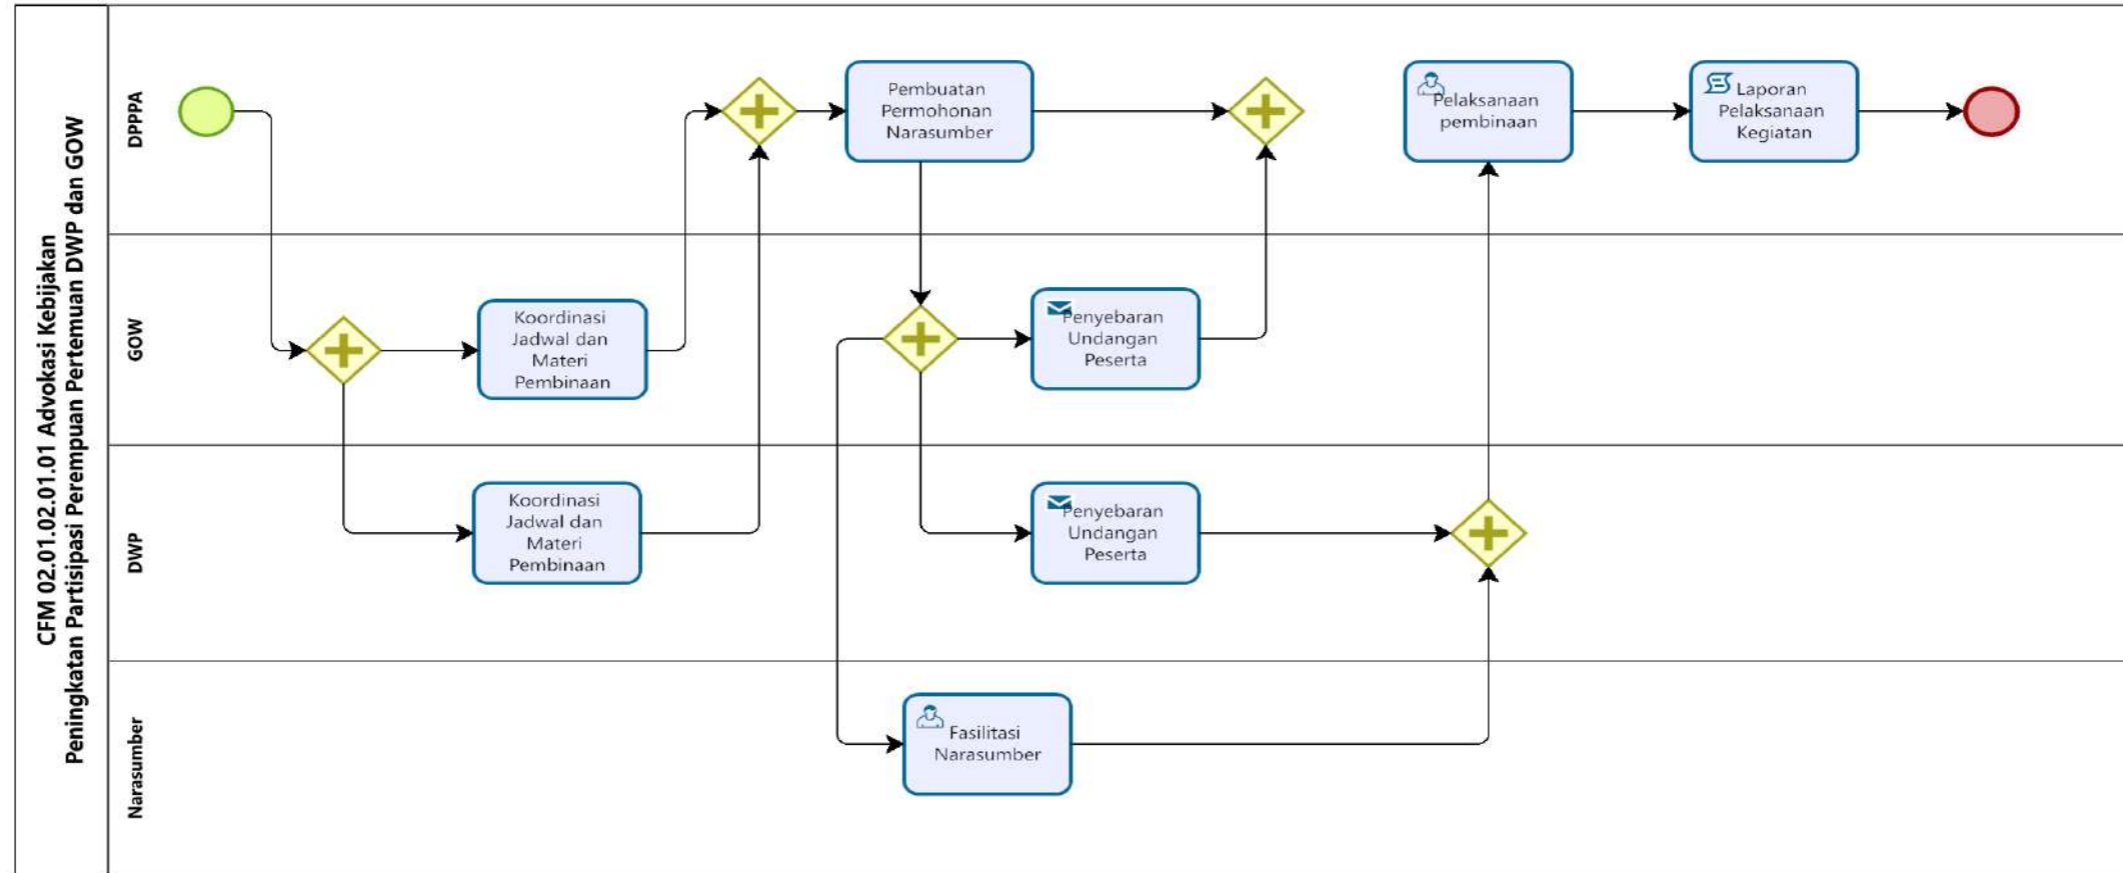 CFM 02.01.02.01.01 Advokasi Kebijakan
Peningkatan Partisipasi Perempuan Pertemuan DWP dan GOW
DPPPA
Pembuatan
Permohonan
Narasumber
Pelaksanaan
pembinaan
Laporan
Pelaksanaan
Kegiatan
GOW
Koordinasi
Jadwal dan
Materi
Pembinaan
Penyebaran
Undangan
Peserta
DWP
Koordinasi
Jadwal dan
Materi
Pembinaan
Penyebaran
Undangan
Peserta
Narasumber
Fasilitasi
Narasumber